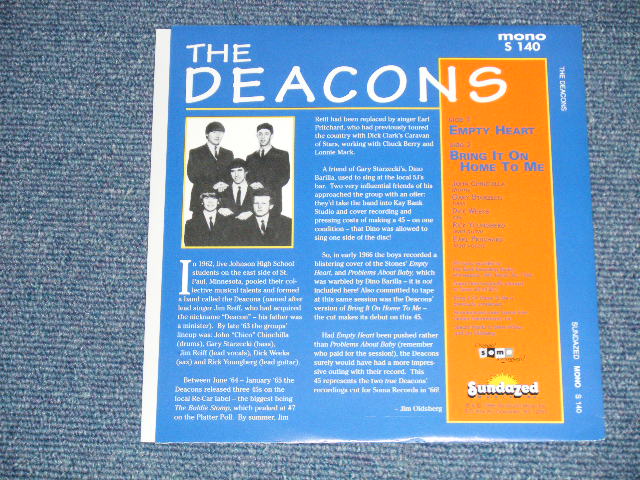 THE
DEACONS
mono
S 140
THE DEACONS
SUNDAZED MONO S 140
In 1962, five Johnson High School
students on the east side of St.
Paul, Minnesota, pooled their col-
lective musical talents and formed
a band called the Deacons (named after
lead singer Jim Reiff, who had acquired
the nickname "Deacon" – his father was
a minister). By late '63 the groups'
lineup was: John "Chico" Chinchilla
(drums), Gary Starzecki (bass),
Jim Reiff (lead vocals), Dick Weeks
(sax) and Rick Youngberg (lead guitar).
Between June '64 – January '65 the
Deacons released three 45s on the
local Re-Car label – the biggest being
The Baldie Stomp, which peaked at #7
on the Platter Poll. By summer, Jim
Reiff had been replaced by singer Earl
Pritchard, who had previously toured
the country with Dick Clark's Caravan
of Stars, working with Chuck Berry and
Lonnie Mack.
A friend of Gary Starzecki's, Dino
Barilla, used to sing at the local SJ's
bar. Two very influential friends of his
approached the group with an offer:
they'd take the band into Kay Bank
Studio and cover recording and
pressing costs of making a 45 – on one
condition – that Dino was allowed to
sing one side of the disc!
So, in early 1966 the boys recorded a
blistering cover of the Stones' Empty
Heart, and Problems About Baby, which
was warbled by Dino Barilla – it is not
included here! Also committed to tape
at this same session was the Deacons'
version of Bring It On Home To Me –
the cut makes its debut on this 45.
Had Empty Heart been pushed rather
than Problems About Baby (remember
who paid for the session!), the Deacons
surely would have had a more impres-
sive outing with their record. This
45 represents the two true Deacons'
recordings cut for Soma Records in '66!
– Jim Oldsberg
EMPTY HEART
BRING IT ON
HOME TO ME
soma
Sundazed